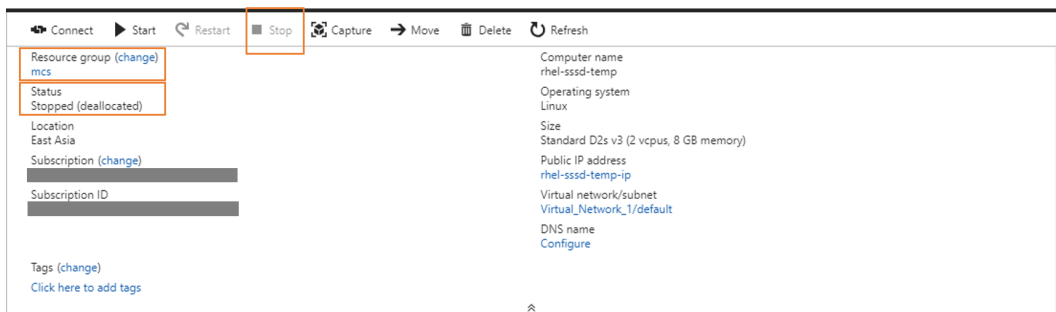 Connect Start Restart Stop Capture Move Delete Refresh
Resource group (change)
mcs
Status
Stopped (deallocated)
Location
East Asia
Subscription (change)
Subscription ID
Tags (change)
Click here to add tags
Computer name
rhel-sssd-temp
Operating system
Linux
Size
Standard D2s v3 (2 vcpus, 8 GB memory)
Public IP address
rhel-sssd-temp-ip
Virtual network/subnet
Virtual_Network_1/default
DNS name
Configure